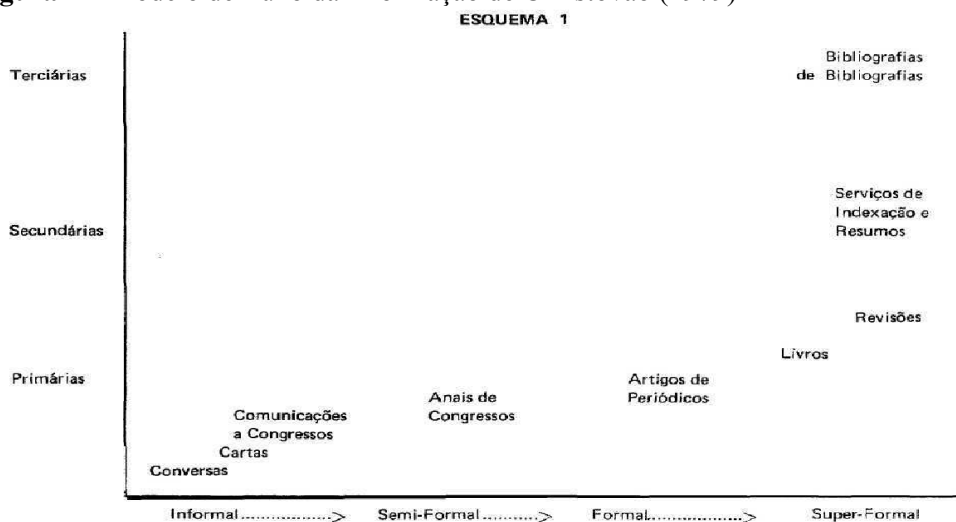 ESQUEMA 1
Terciárias
Bibliografias
de Bibliografias
Secundárias
Serviços de
Indexação e
Resumos
Revisões
Livros
Primárias
Artigos de
Periódicos
Anais de
Congressos
Comunicações
a Congressos
Cartas
Conversas
Informal.................> Semi-Formal..........> Formal.................> Super-Formal